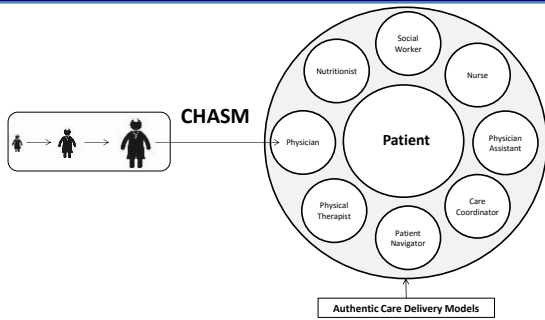 Social
Worker
Nutritionist
Nurse
CHASM
Physician
Patient
Physician
Assistant
Physical
Therapist
Care
Coordinator
Patient
Navigator
Authentic Care Delivery Models